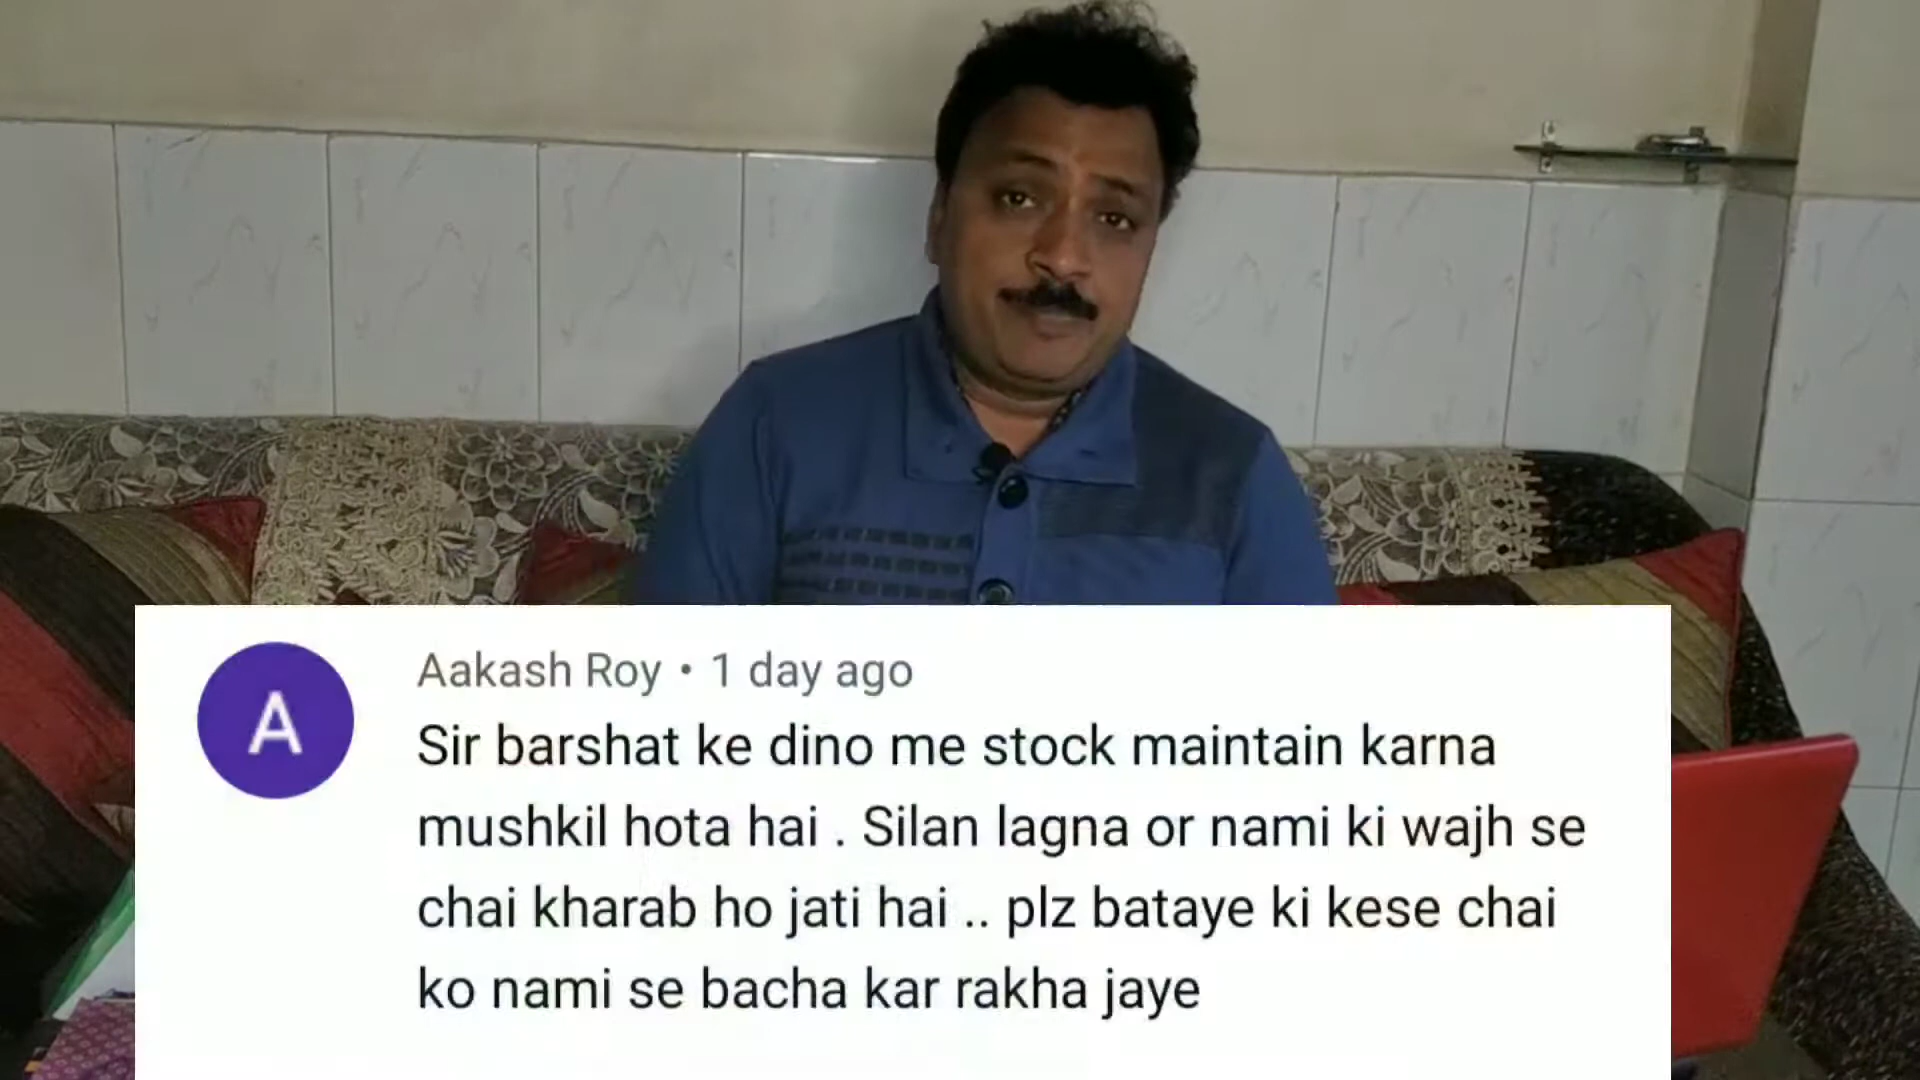 A
Aakash Roy • 1 day ago
Sir barshat ke dino me stock maintain karna
mushkil hota hai . Silan lagna or nami ki wajh se
chai kharab ho jati hai .. plz bataye ki kese chai
ko nami se bacha kar rakha jaye